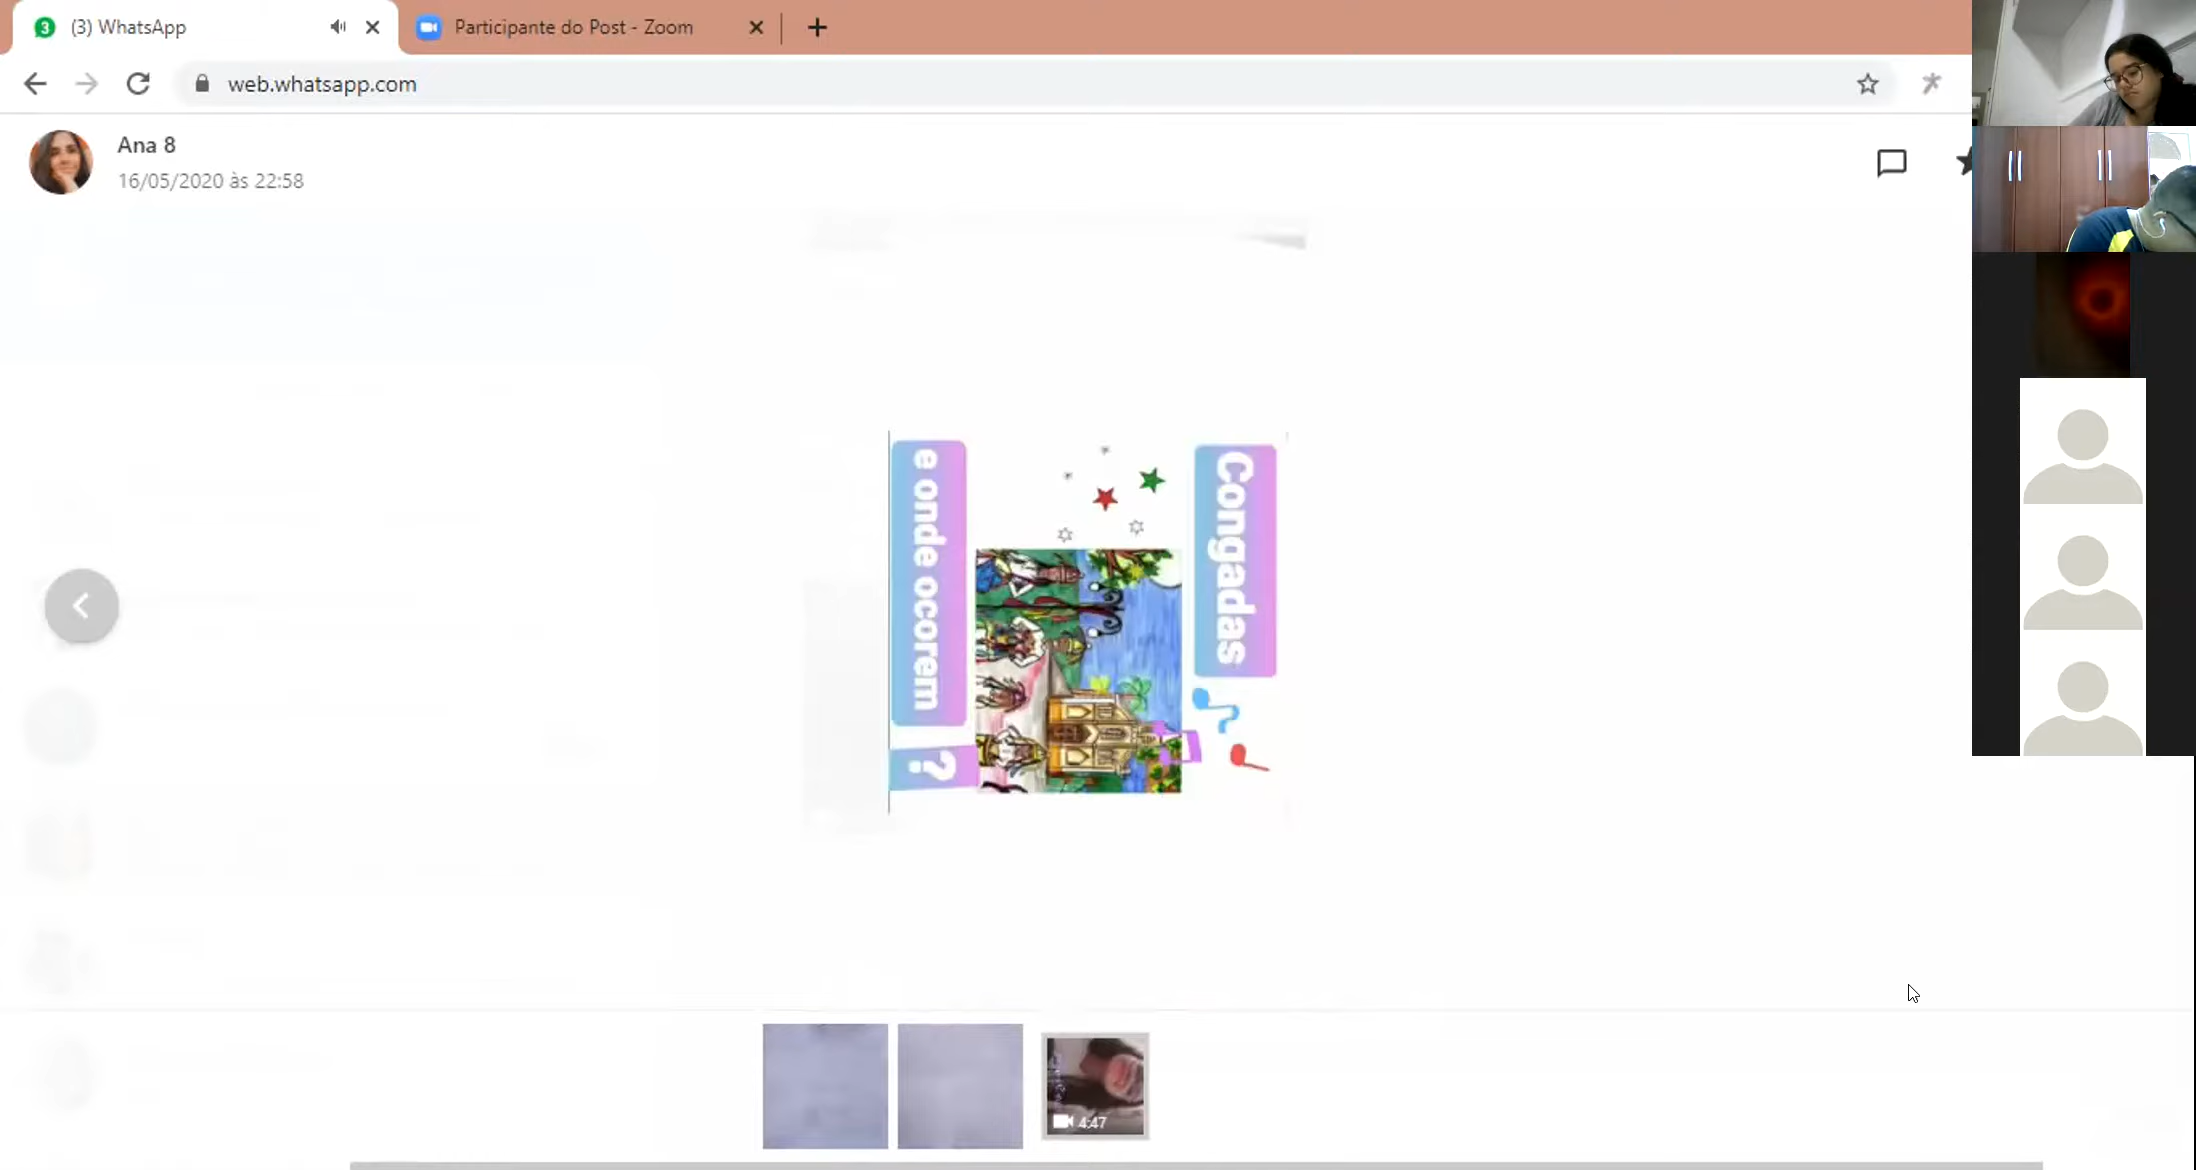 (3) WhatsApp
Participante do Post - Zoom
web.whatsapp.com
Ana 8
16/05/2020 às 22:58
Congadas
e onde ocorem
?
4:47